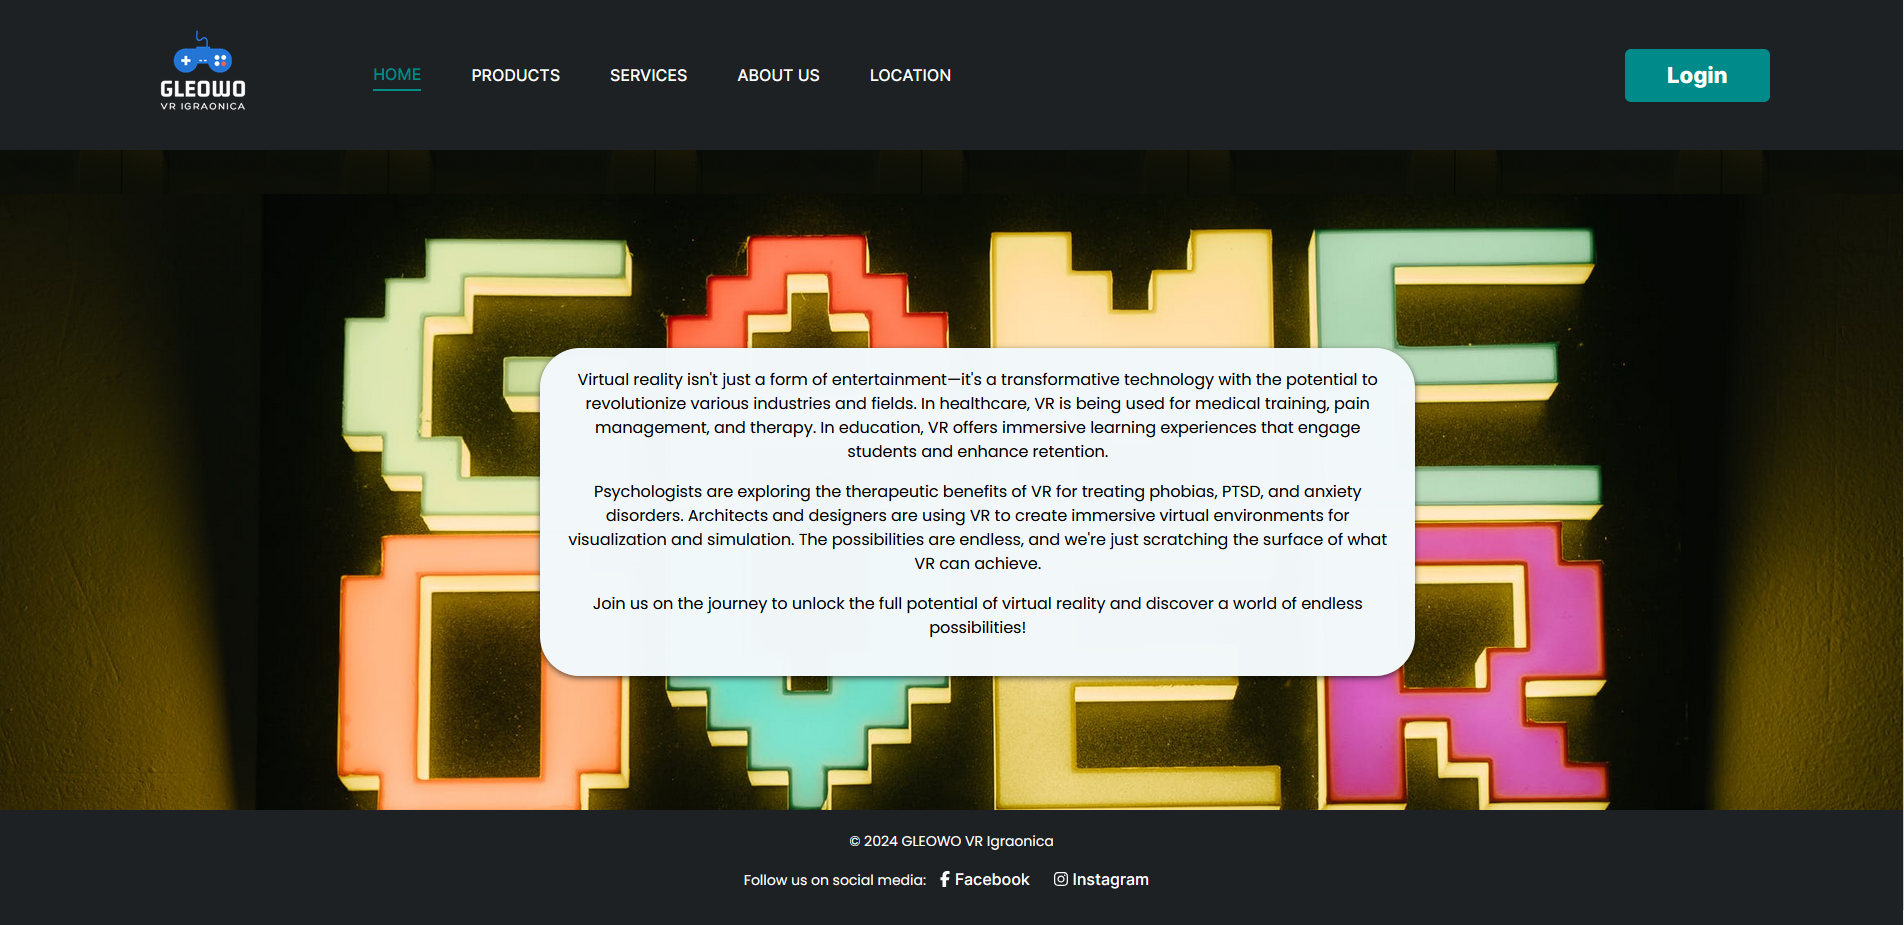 GLEOWO
VR IGRAONICA
HOME PRODUCTS SERVICES ABOUT US LOCATION
Login
GAME
Virtual reality isn't just a form of entertainment—it's a transformative technology with the potential to
revolutionize various industries and fields. In healthcare, VR is being used for medical training, pain
management, and therapy. In education, VR offers immersive learning experiences that engage
students and enhance retention.
Psychologists are exploring the therapeutic benefits of VR for treating phobias, PTSD, and anxiety
disorders. Architects and designers are using VR to create immersive virtual environments for
visualization and simulation. The possibilities are endless, and we're just scratching the surface of what
VR can achieve.
Join us on the journey to unlock the full potential of virtual reality and discover a world of endless
possibilities!
OVER
© 2024 GLEOWO VR Igraonica
Follow us on social media: Facebook Instagram